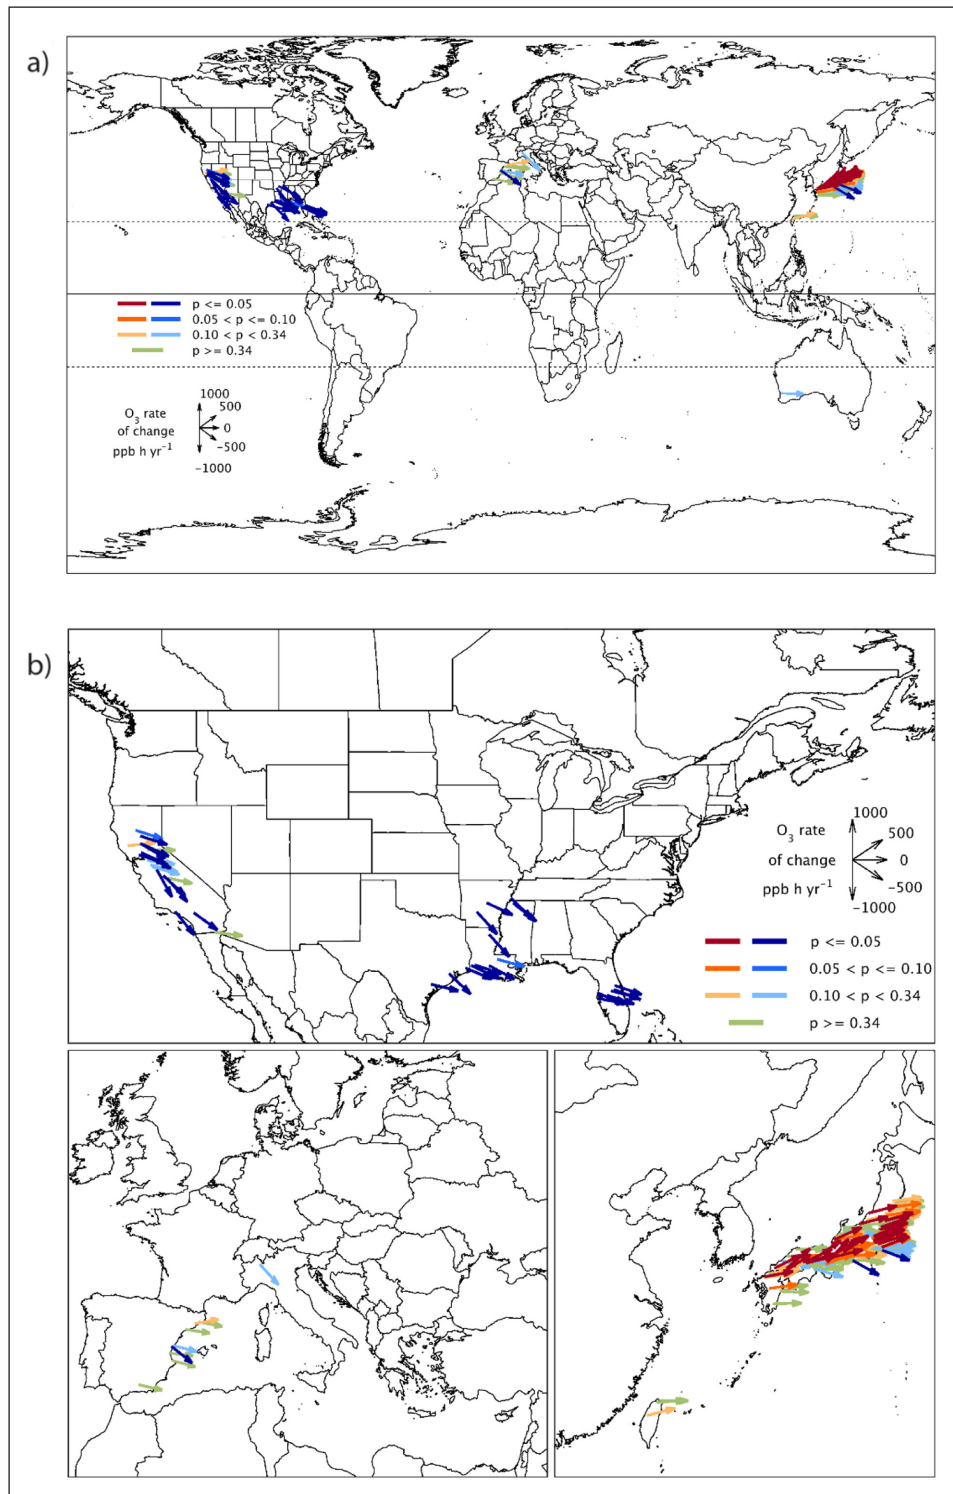 a)
p <= 0.05
0.05 < p <= 0.10
0.10 < p < 0.34
p >= 0.34
1000
O₃ rate 500
of change 0
ppb h yr⁻¹ −500
−1000
b)
1000
O₃ rate 500
of change 0
ppb h yr⁻¹ −500
−1000
p <= 0.05
0.05 < p <= 0.10
0.10 < p < 0.34
p >= 0.34